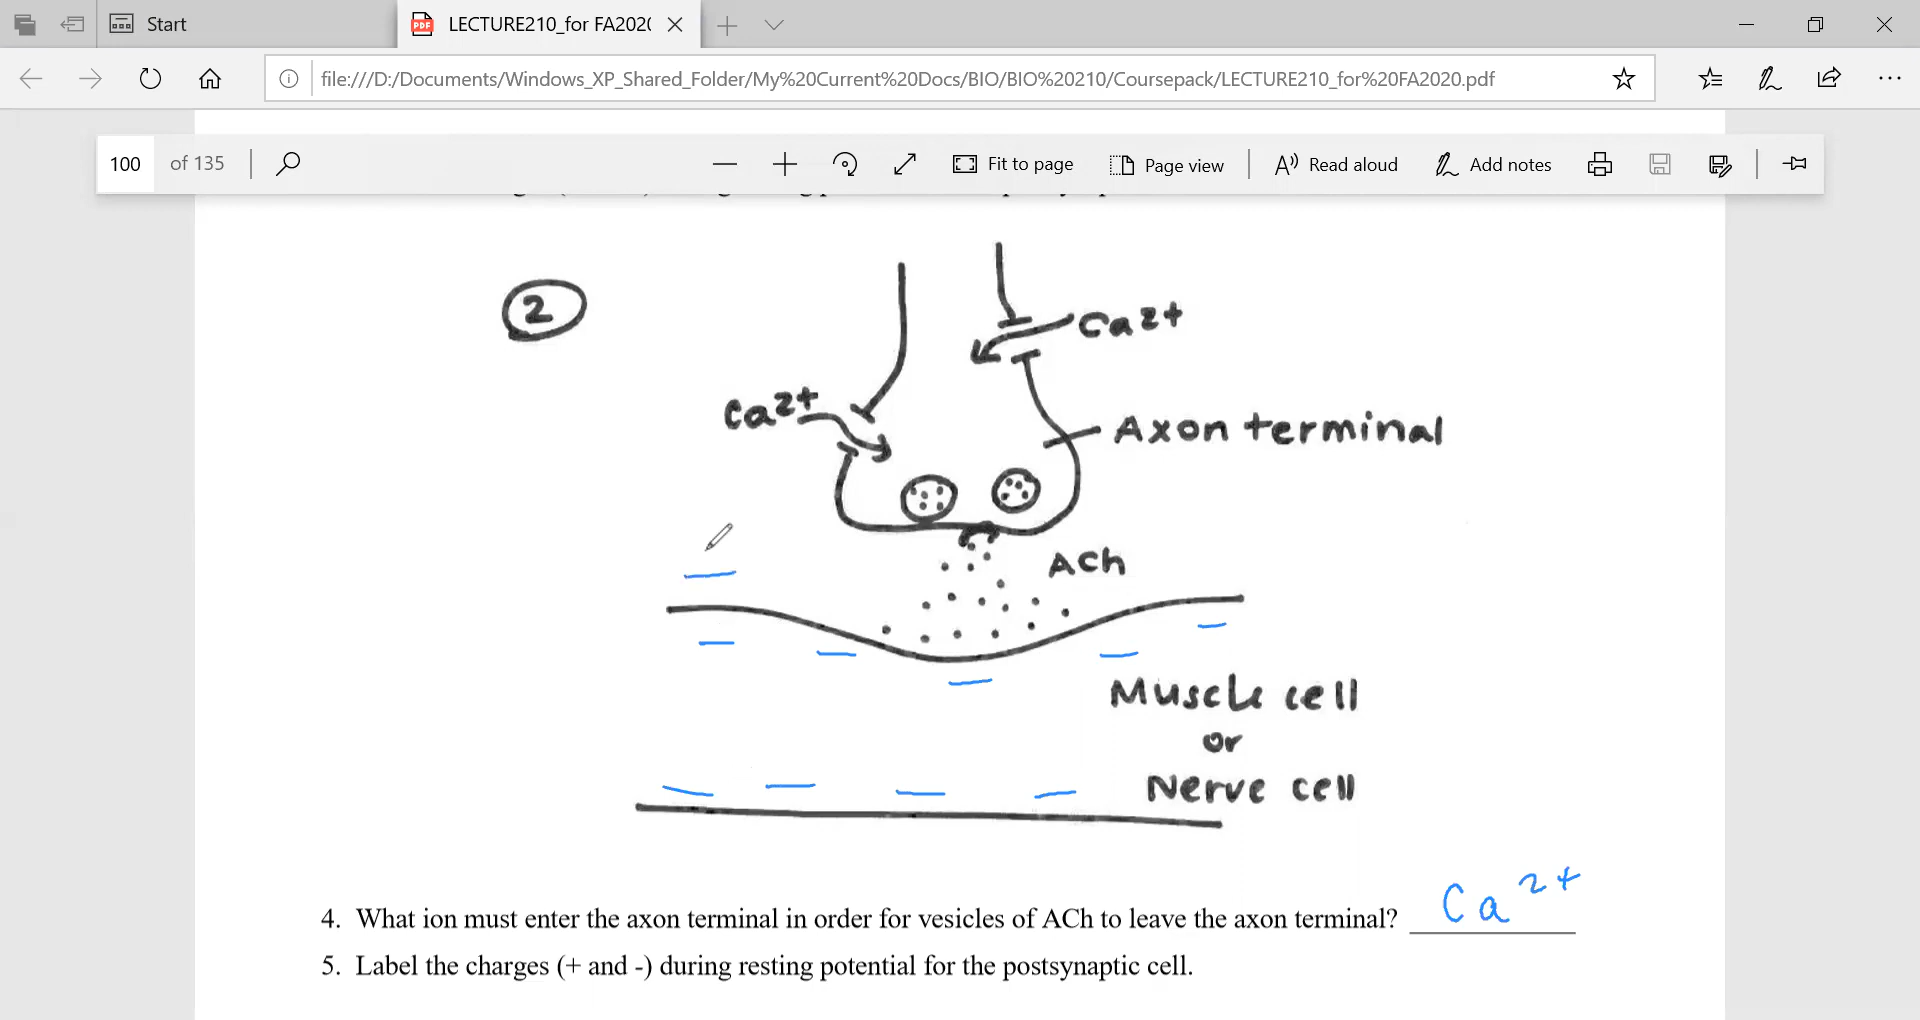 Start
LECTURE210_for FA202
file:///D:/Documents/Windows_XP_Shared_Folder/My%20Current%20Docs/BIO/BIO%20210/Coursepack/LECTURE210_for%20FA2020.pdf
100 of 135
Fit to page
Page view
Read aloud
Add notes
2
Ca2+
Ca2+
Axon terminal
ACh
Muscle cell
or
Nerve cell
4. What ion must enter the axon terminal in order for vesicles of ACh to leave the axon terminal? Ca 2+
5. Label the charges (+ and -) during resting potential for the postsynaptic cell.